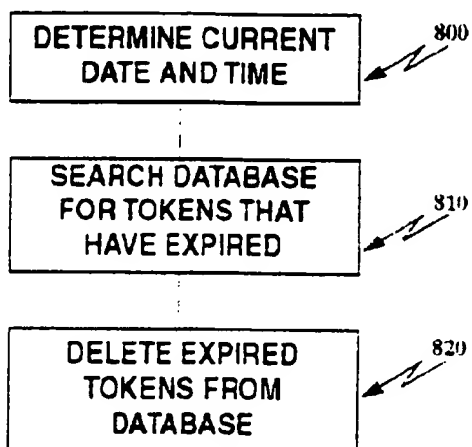 DETERMINE CURRENT
DATE AND TIME
800
SEARCH DATABASE
FOR TOKENS THAT
HAVE EXPIRED
810
DELETE EXPIRED
TOKENS FROM
DATABASE
820